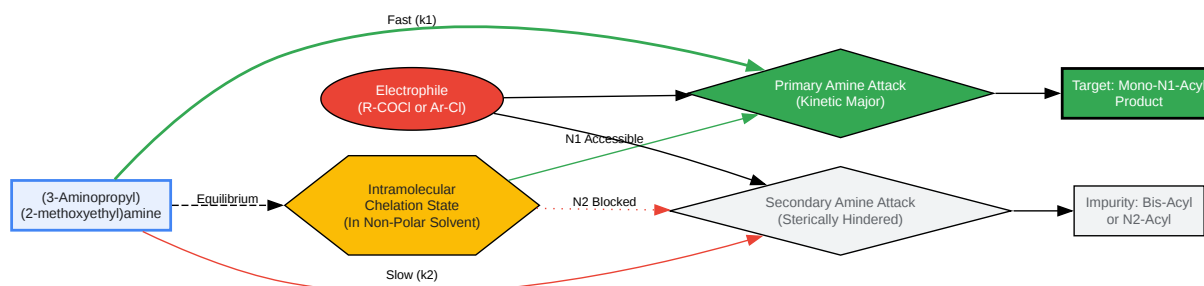 Fast (k1)
Electrophile
(R-COCl or Ar-Cl)
Primary Amine Attack
(Kinetic Major)
Target: Mono-N1-Acyl
Product
N1 Accessible
(3-Aminopropyl)
(2-methoxyethyl)amine
Equilibrium
Intramolecular
Chelation State
(In Non-Polar Solvent)
N2 Blocked
Secondary Amine Attack
(Sterically Hindered)
Impurity: Bis-Acyl
or N2-Acyl
Slow (k2)